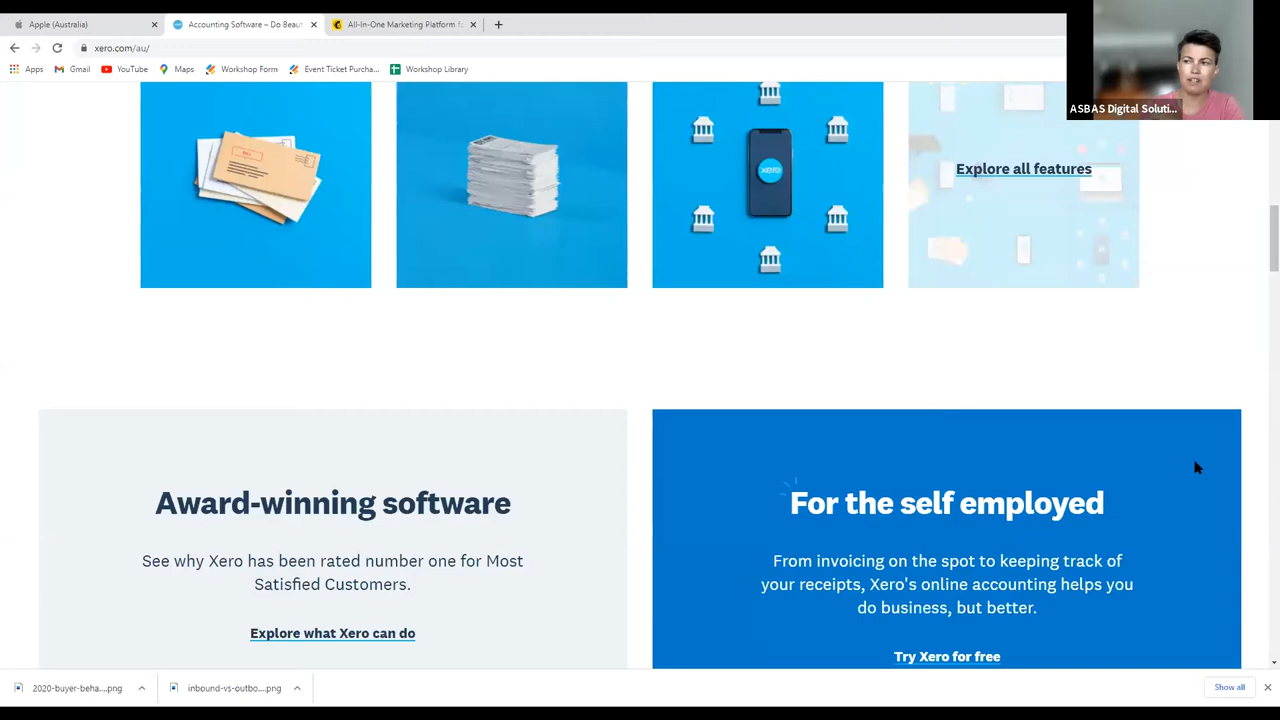 Apple (Australia)
Accounting Software – Do Beau
All-In-One Marketing Platform f
xero.com/au/
Apps
Gmail
YouTube
Maps
Workshop Form
Event Ticket Purcha...
Workshop Library
ASBAS Digital Soluti...
BILL
xero
Explore all features
Award-winning software
See why Xero has been rated number one for Most
Satisfied Customers.
Explore what Xero can do
For the self employed
From invoicing on the spot to keeping track of
your receipts, Xero's online accounting helps you
do business, but better.
Try Xero for free
2020-buyer-beha....png
inbound-vs-outbo....png
Show all